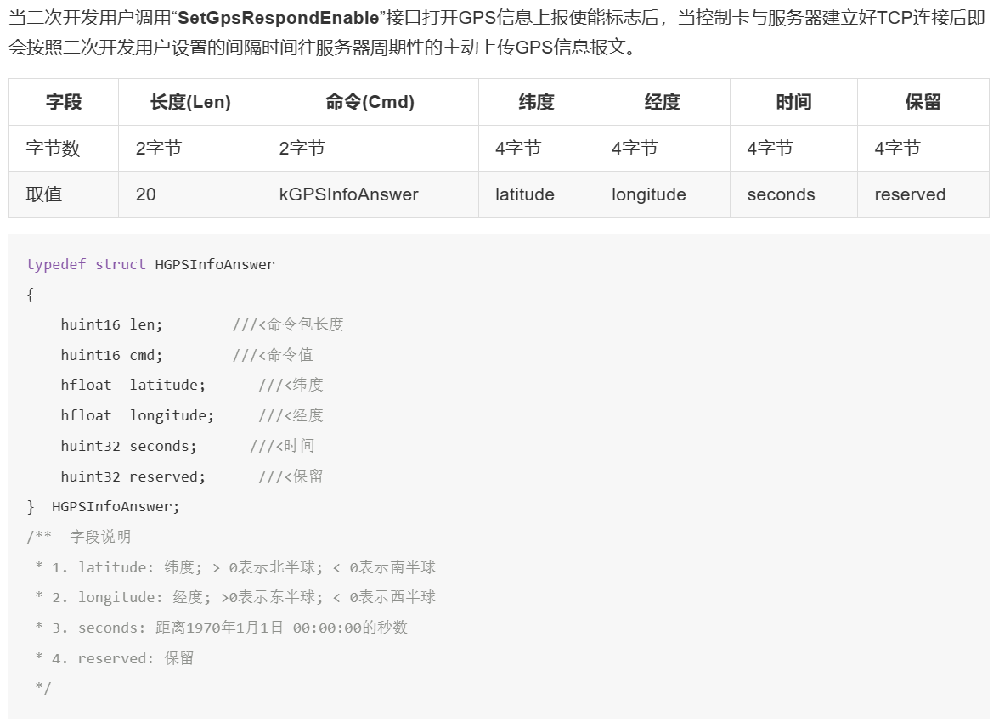 当二次开发用户调用“SetGpsRespondEnable”接口打开GPS信息上报使能标志后，当控制卡与服务器建立好TCP连接后即
会按照二次开发用户设置的间隔时间往服务器周期性的主动上传GPS信息报文。
字段 长度(Len) 命令(Cmd) 纬度 经度 时间 保留
字节数 2字节 2字节 4字节 4字节 4字节 4字节
取值 20 kGPSInfoAnswer latitude longitude seconds reserved
typedef struct HGPSInfoAnswer
{
    huint16 len;        ///<命令包长度
    huint16 cmd;        ///<命令值
    hfloat  latitude;      ///<纬度
    hfloat  longitude;     ///<经度
    huint32 seconds;      ///<时间
    huint32 reserved;      ///<保留
}  HGPSInfoAnswer;
/**  字段说明
 * 1. latitude: 纬度; > 0表示北半球; < 0表示南半球
 * 2. longitude: 经度; >0表示东半球; < 0表示西半球
 * 3. seconds: 距离1970年1月1日 00:00:00的秒数
 * 4. reserved: 保留
 */